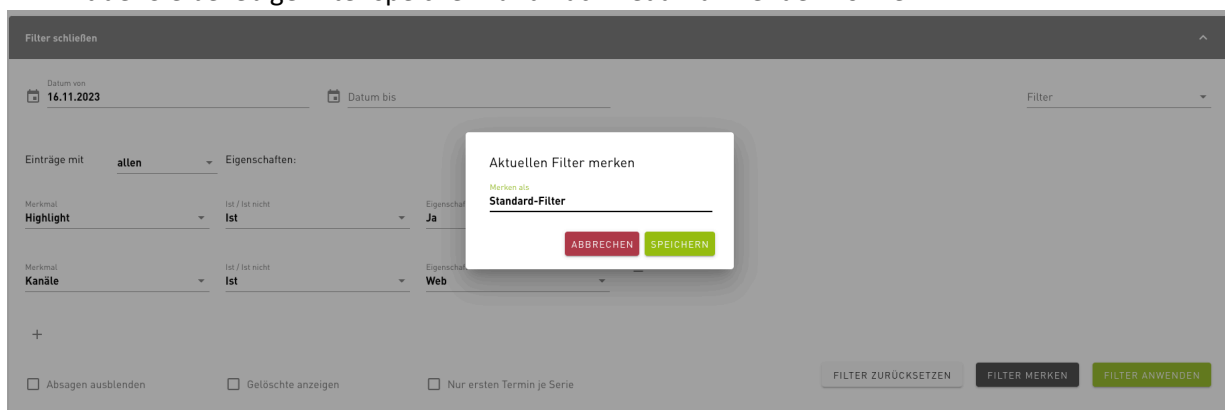 Filter schließen
Datum von
16.11.2023
Datum bis
Filter
Einträge mit allen Eigenschaften:
Aktuellen Filter merken
Merken als
Standard-Filter
ABBRECHEN SPEICHERN
Merkmal Ist / Ist nicht
Highlight Ist Ja
Merkmal Ist / Ist nicht
Kanäle Ist Web
+
Absagen ausblenden Gelöschte anzeigen Nur ersten Termin je Serie
FILTER ZURÜCKSETZEN FILTER MERKEN FILTER ANWENDEN